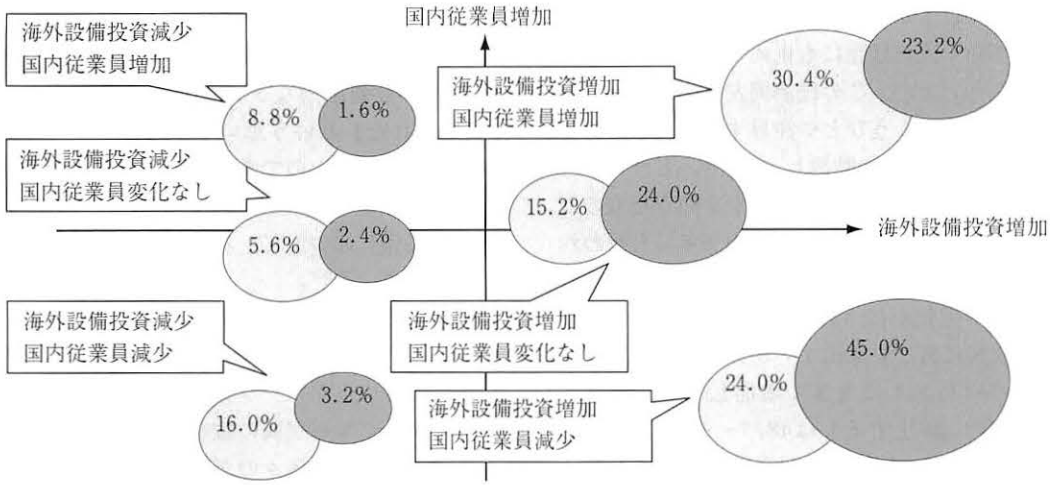 国内従業員増加
海外設備投資減少
国内従業員増加
8.8%
1.6%
海外設備投資増加
国内従業員増加
30.4%
23.2%
海外設備投資減少
国内従業員変化なし
5.6%
2.4%
15.2%
24.0%
海外設備投資増加
海外設備投資減少
国内従業員減少
16.0%
3.2%
海外設備投資増加
国内従業員変化なし
海外設備投資増加
国内従業員減少
24.0%
45.0%